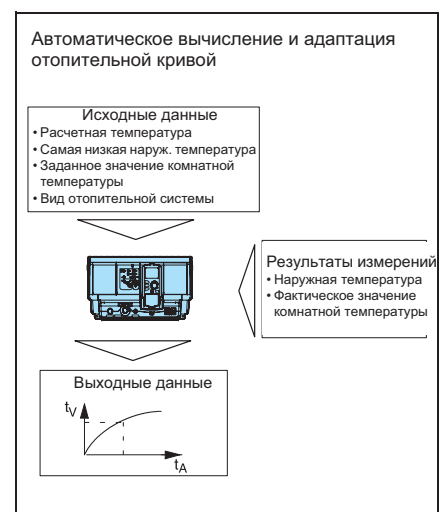 Автоматическое вычисление и адаптация
отопительной кривой
Исходные данные
• Расчетная температура
• Самая низкая наруж. температура
• Заданное значение комнатной
температуры
• Вид отопительной системы
Результаты измерений
• Наружная температура
• Фактическое значение
комнатной температуры
Выходные данные
tV
tA